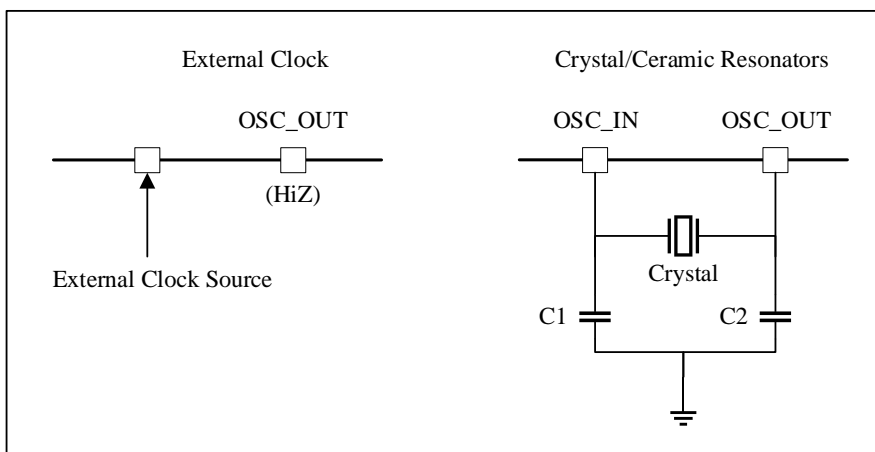 External Clock
OSC_OUT
(HiZ)
External Clock Source
Crystal/Ceramic Resonators
OSC_IN OSC_OUT
Crystal
C1 C2